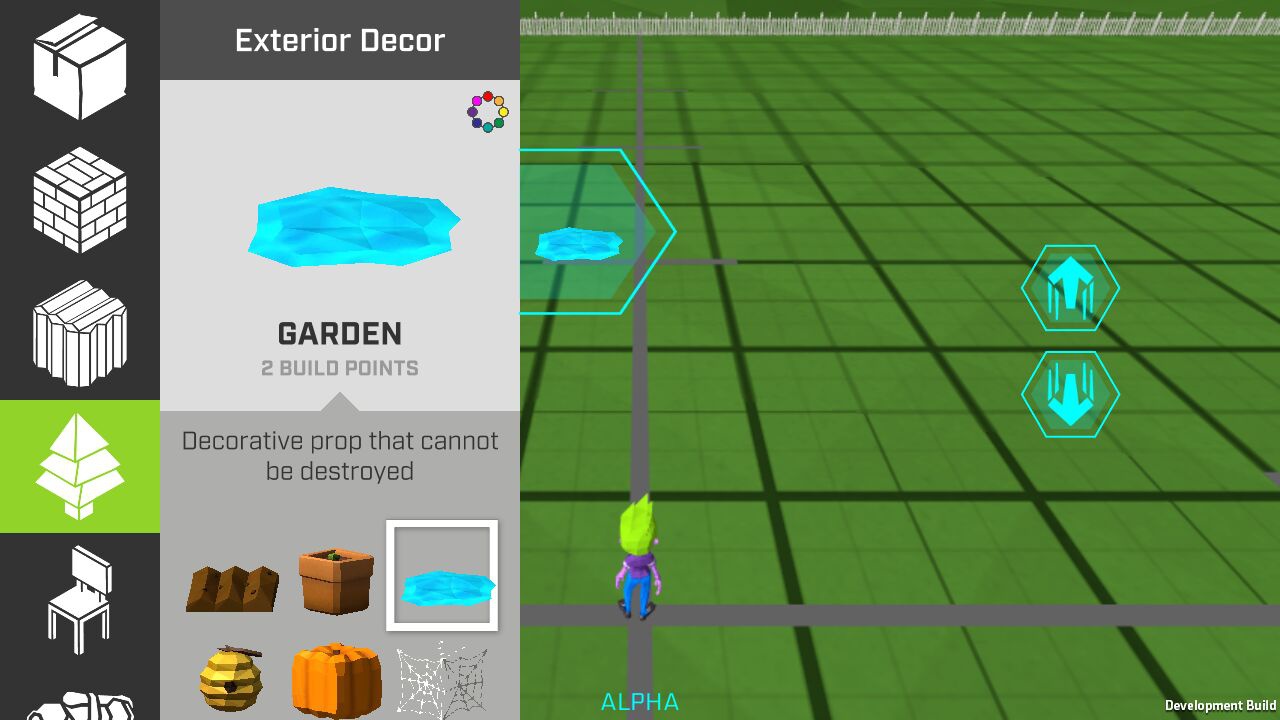 Exterior Decor
GARDEN
2 BUILD POINTS
Decorative prop that cannot
be destroyed
ALPHA
Development Build